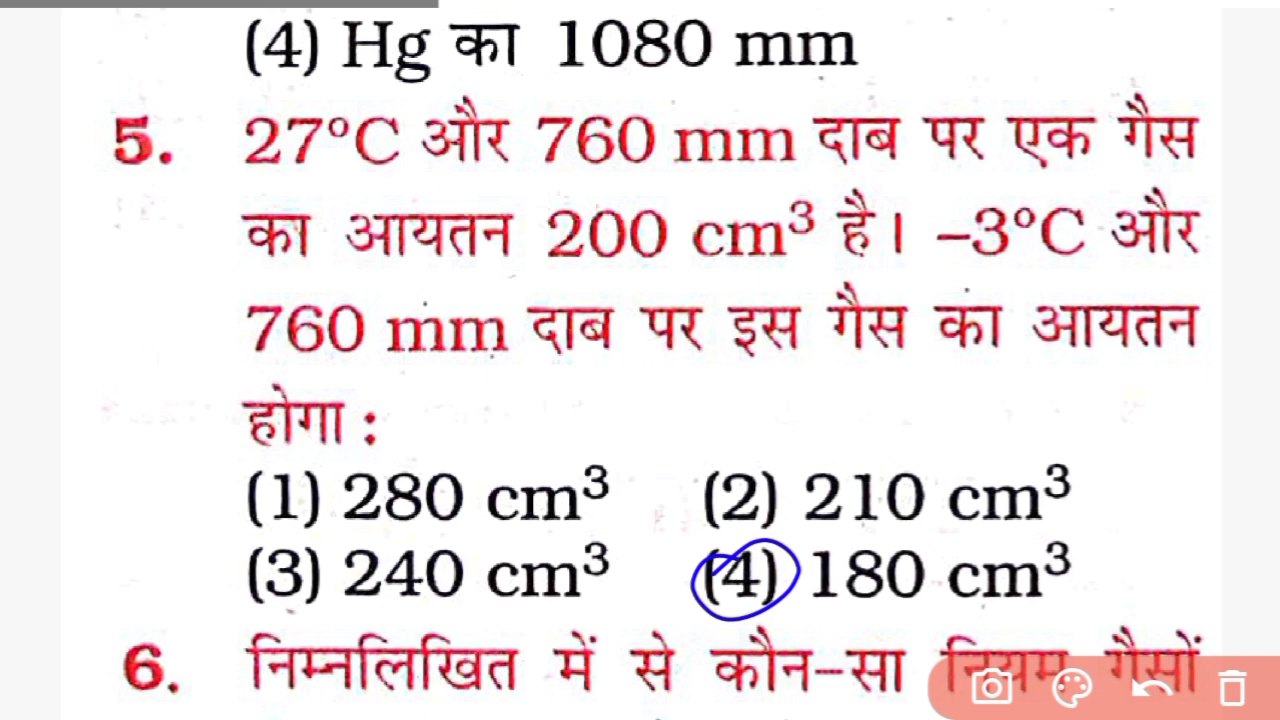 (4) Hg का 1080 mm
5. 27°C और 760 mm दाब पर एक गैस
का आयतन 200 cm³ है। –3°C और
760 mm दाब पर इस गैस का आयतन
होगा :
(1) 280 cm³ (2) 210 cm³
(3) 240 cm³ (4) 180 cm³
6. निम्नलिखित में से कौन-सा नियम गैसों